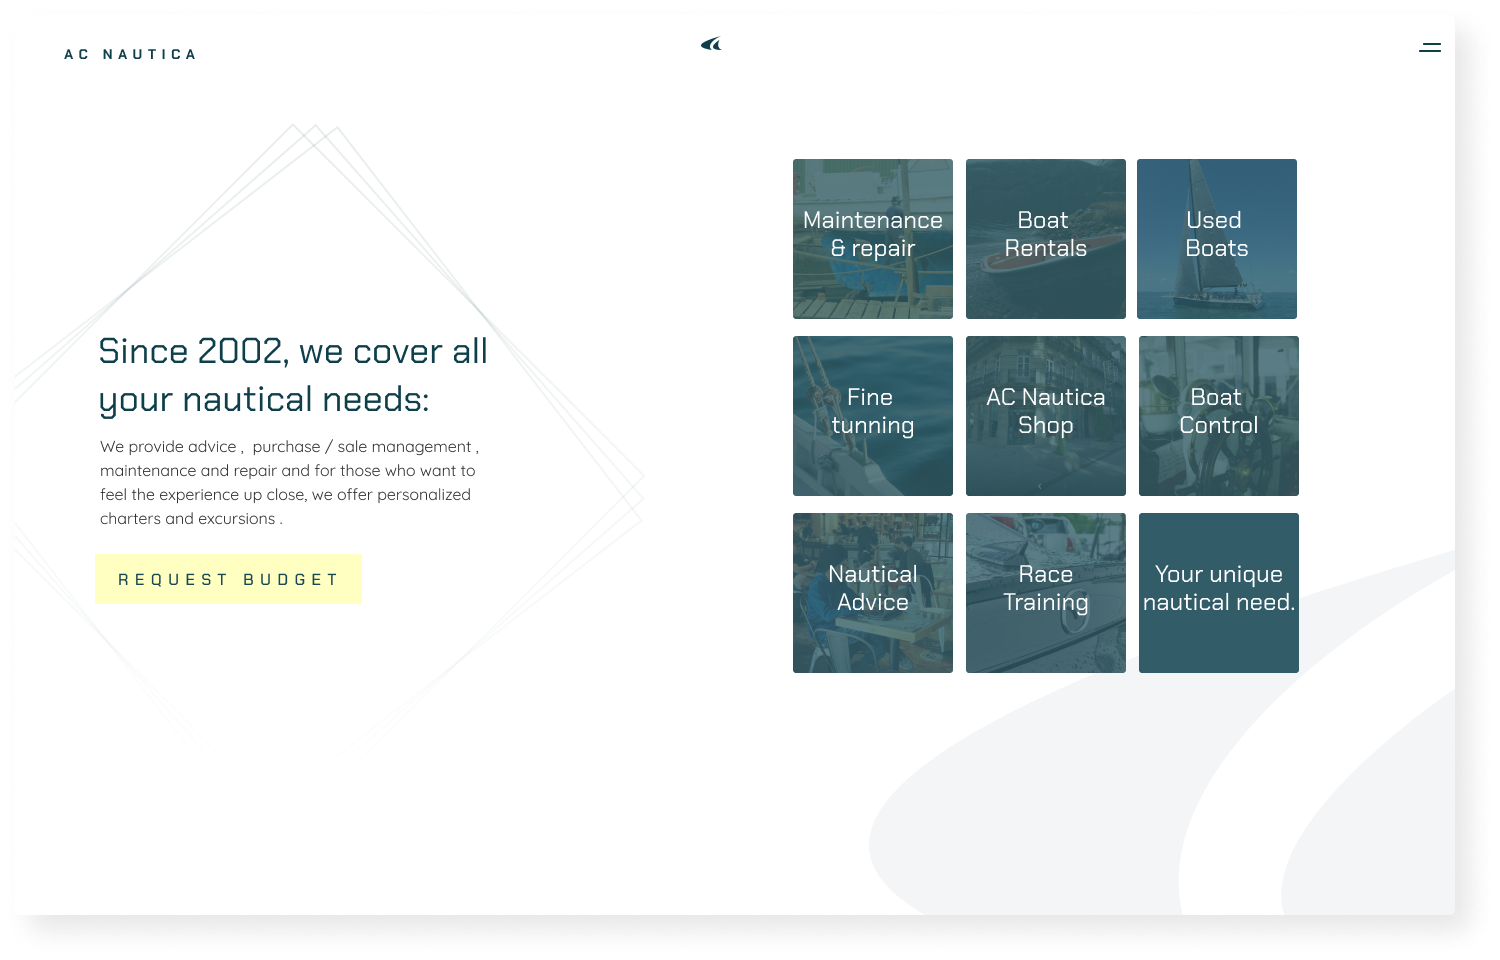 AC NAUTICA
Since 2002, we cover all
your nautical needs:
We provide advice ,  purchase / sale management ,
maintenance and repair and for those who want to
feel the experience up close, we offer personalized
charters and excursions .
REQUEST BUDGET
Maintenance
& repair
Boat
Rentals
Used
Boats
Fine
tunning
AC Nautica
Shop
Boat
Control
Nautical
Advice
Race
Training
Your unique
nautical need.